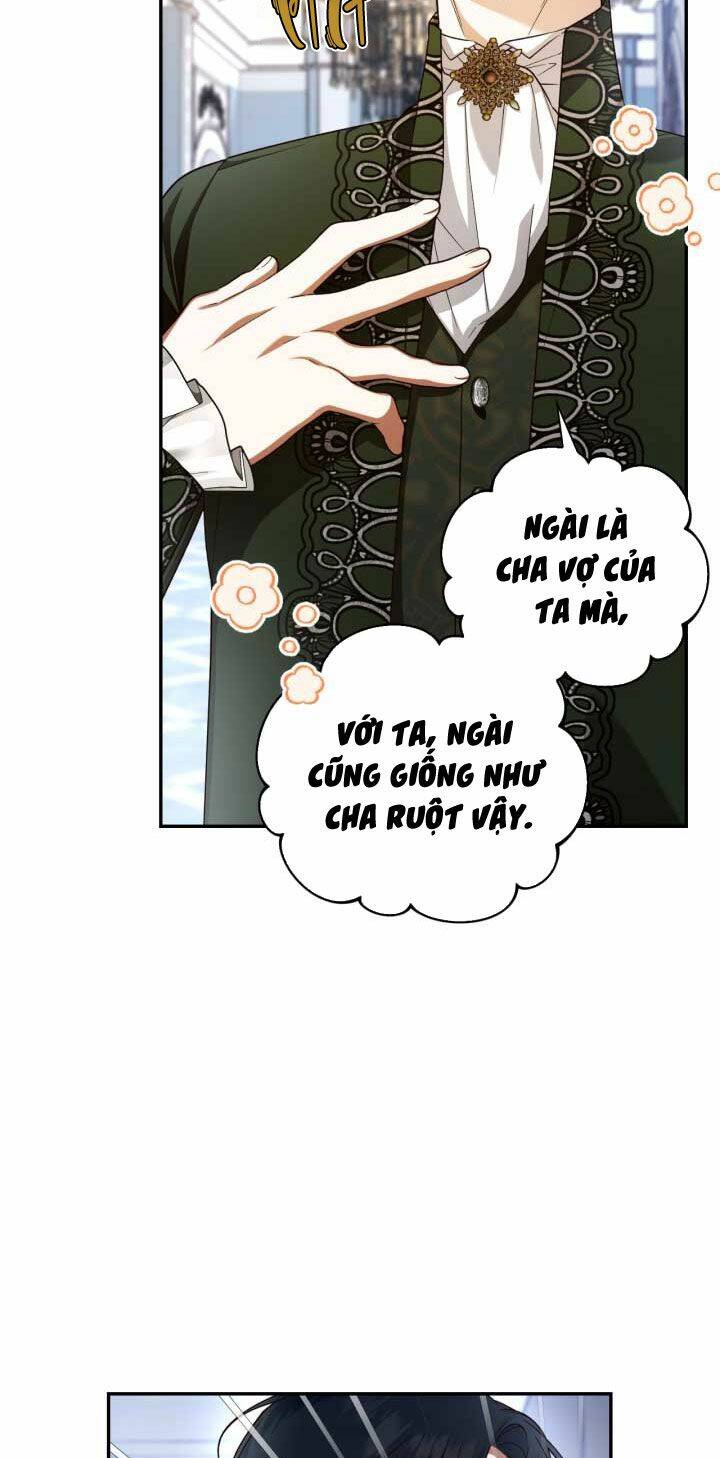 NGÀI LÀ
CHA VỢ CỦA
TA MÀ,
VỚI TA, NGÀI
CŨNG GIỐNG NHƯ
CHA RUỘT VẬY.